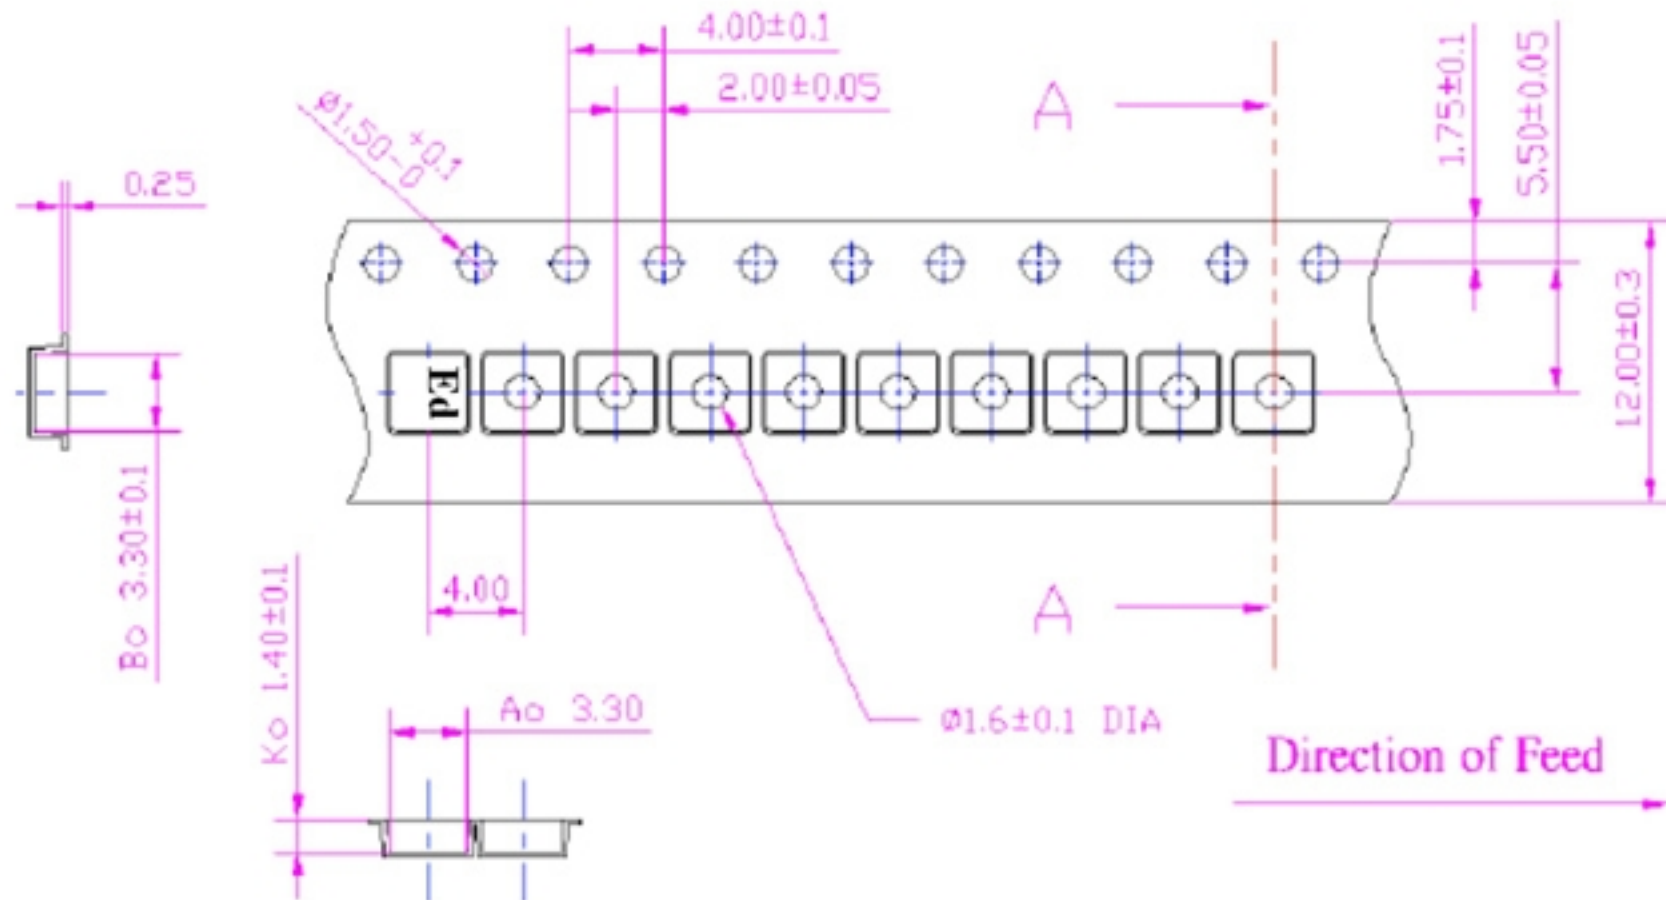 4.00±0.1
2.00±0.05
Ø1.50 +0.1
-0
A
1.75±0.1
5.50±0.05
0.25
12.00±0.3
Ed
Bo 3.30±0.1
4.00
Ko 1.40±0.1
A
Ao 3.30
Ø1.6±0.1 DIA
Direction of Feed